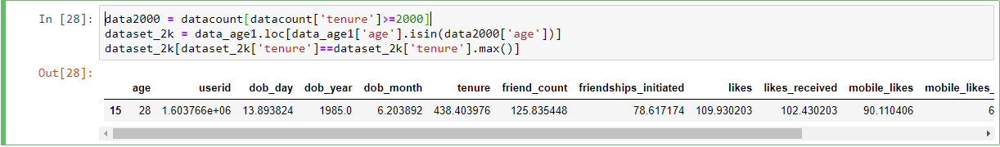 In [28]:
data2000 = datacount[datacount['tenure']>=2000]
dataset_2k = data_age1.loc[data_age1['age'].isin(data2000['age'])]
dataset_2k[dataset_2k['tenure']==dataset_2k['tenure'].max()]
Out[28]:
age userid dob_day dob_year dob_month tenure friend_count friendships_initiated likes likes_received mobile_likes mobile_likes_
15 28 1.603766e+06 13.893824 1985.0 6.203892 438.403976 125.835448 78.617174 109.930203 102.430203 90.110406 6